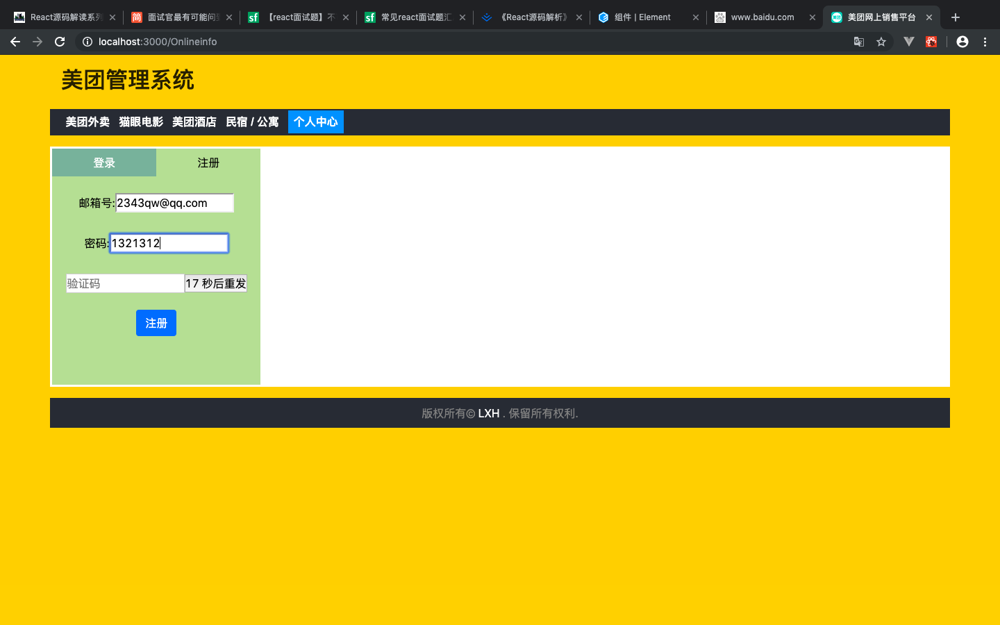 React源码解读系列
面试官最有可能问
【react面试题】不
常见react面试题汇
《React源码解析》
组件 | Element
www.baidu.com
美团网上销售平台
localhost:3000/Onlineinfo
美团管理系统
美团外卖 猫眼电影 美团酒店 民宿 / 公寓 个人中心
登录 注册
邮箱号:2343qw@qq.com
密码:1321312
验证码 17 秒后重发
注册
版权所有© LXH . 保留所有权利.